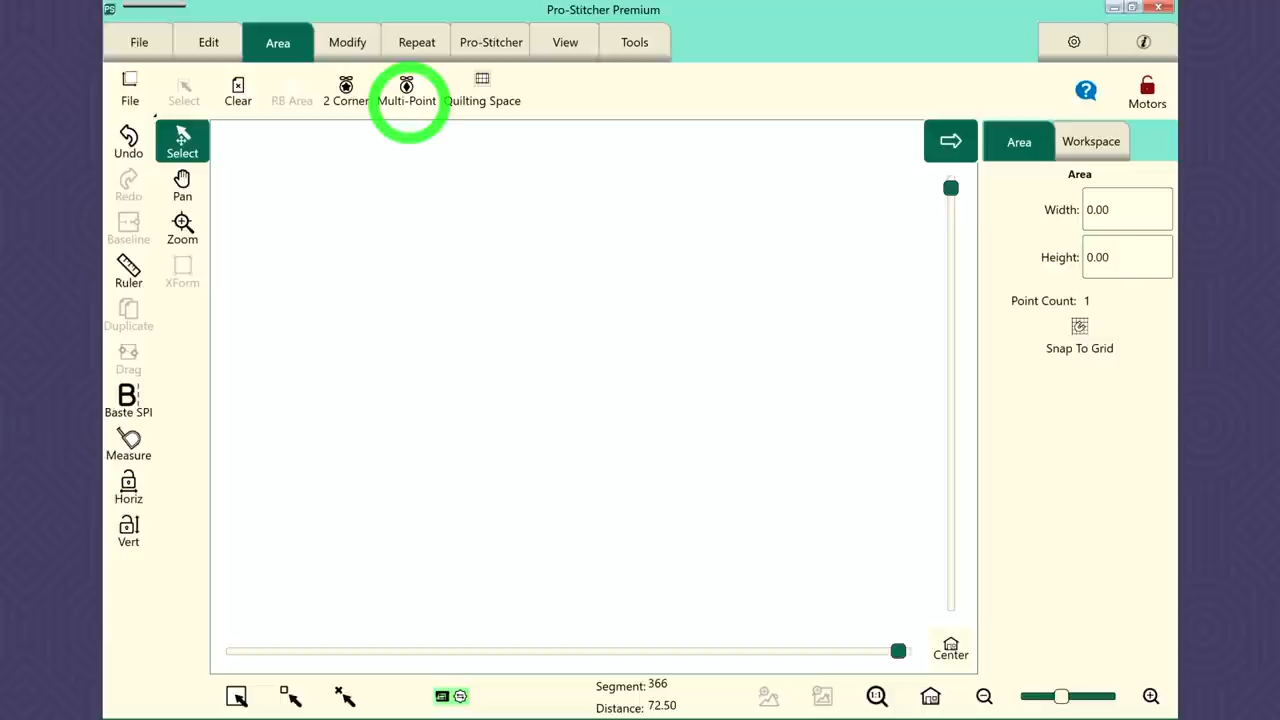 PS
Pro-Stitcher Premium
File Edit Area Modify Repeat Pro-Stitcher View Tools
File Select Clear RB Area 2 Corner Multi-Point Quilting Space ? Motors
Undo
Redo
Baseline
Ruler
Duplicate
Drag
B
Baste SPI
Measure
Horiz
Vert
Select
Pan
Zoom
XForm
Area Workspace
Area
Width: 0.00
Height: 0.00
Point Count: 1
Snap To Grid
Center
Segment: 366
Distance: 72.50
1:1